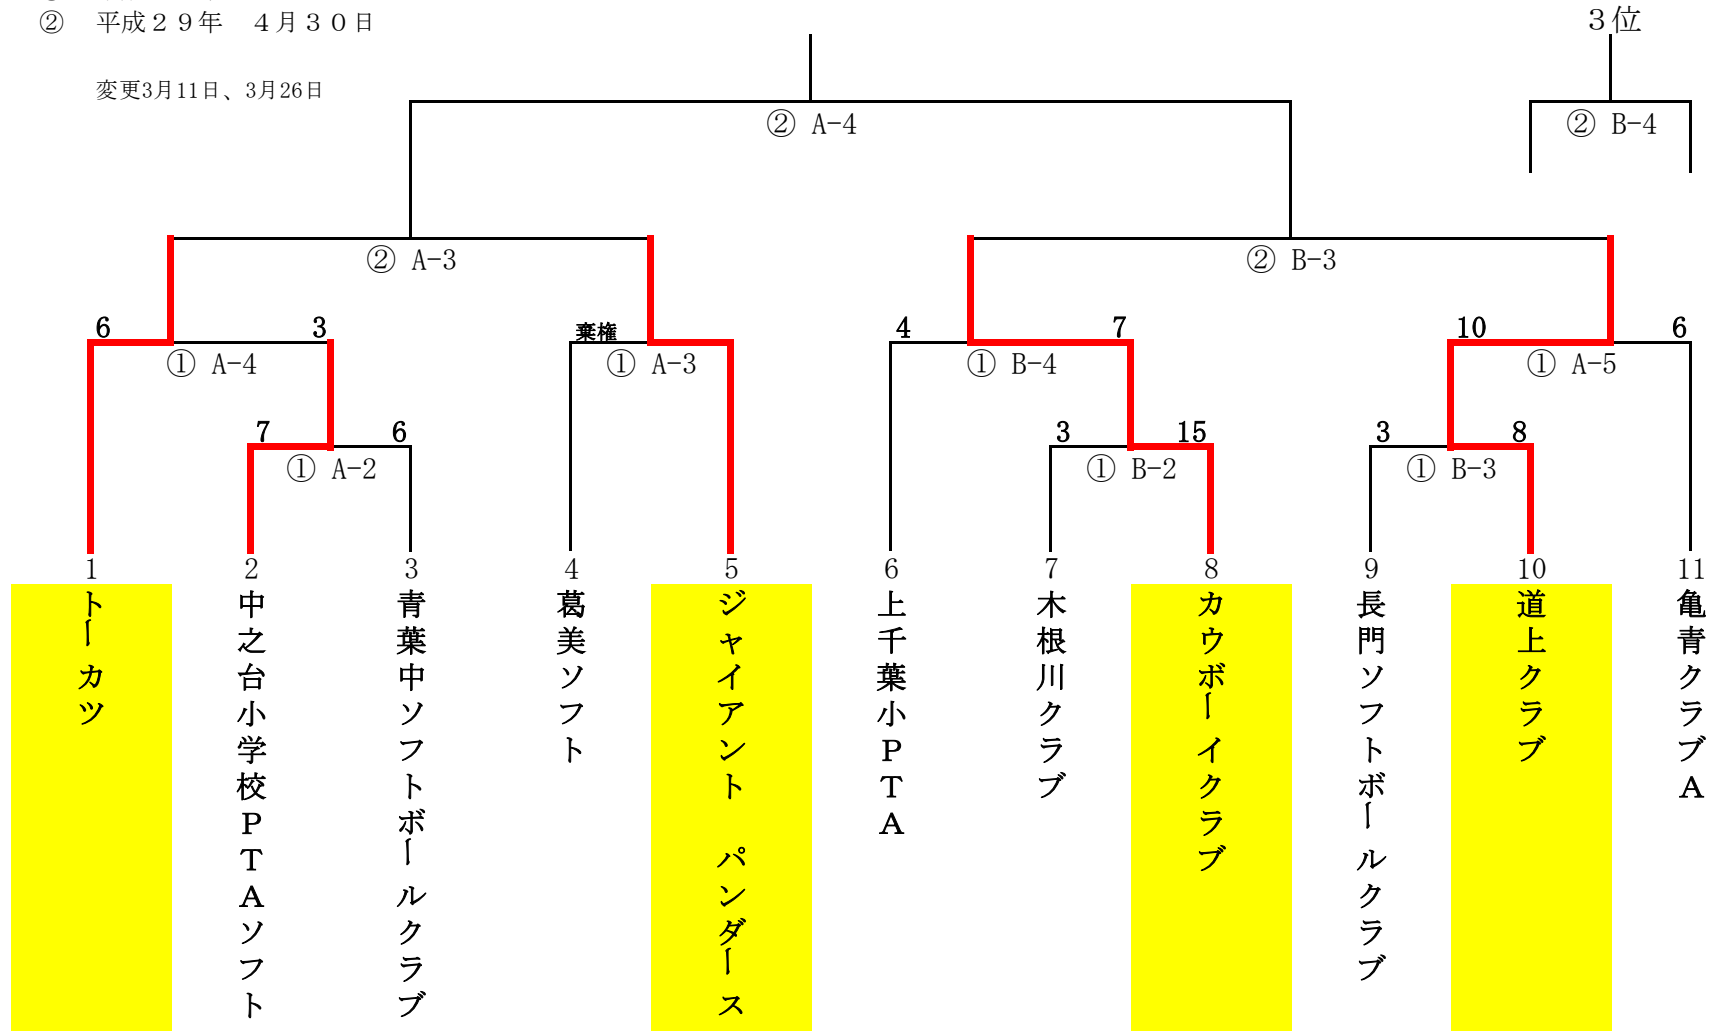 ② 平成２９年 ４月３０日
３位
変更3月11日、3月26日
② A-4
② B-4
② A-3
② B-3
6
3
棄権
4
7
10
6
① A-4
① A-3
① B-4
① A-5
7
6
3
15
3
8
① A-2
① B-2
① B-3
1
2
3
4
5
6
7
8
9
10
11
トーカツ
中之台小学校PTAソフト
青葉中ソフトボールクラブ
葛美ソフト
ジャイアント パンダース
上千葉小PTA
木根川クラブ
カウボーイクラブ
長門ソフトボールクラブ
道上クラブ
亀青クラブA